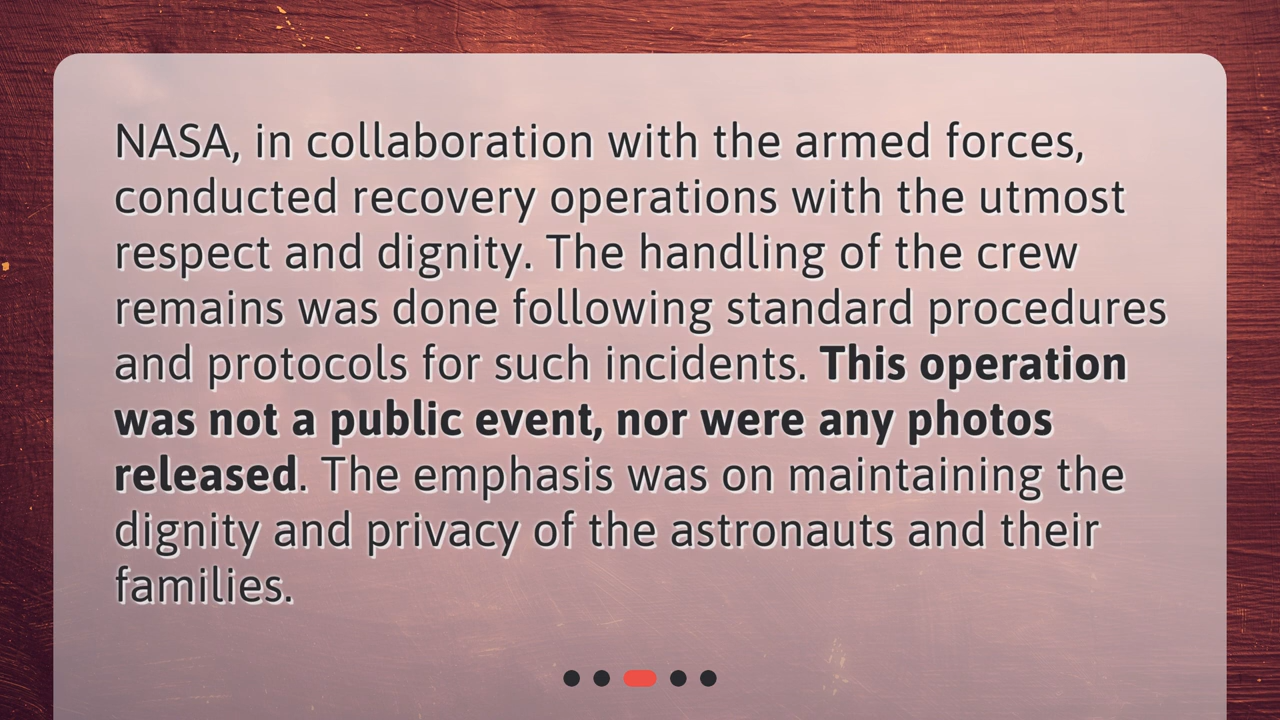 NASA, in collaboration with the armed forces,
conducted recovery operations with the utmost
respect and dignity. The handling of the crew
remains was done following standard procedures
and protocols for such incidents. This operation
was not a public event, nor were any photos
released. The emphasis was on maintaining the
dignity and privacy of the astronauts and their
families.